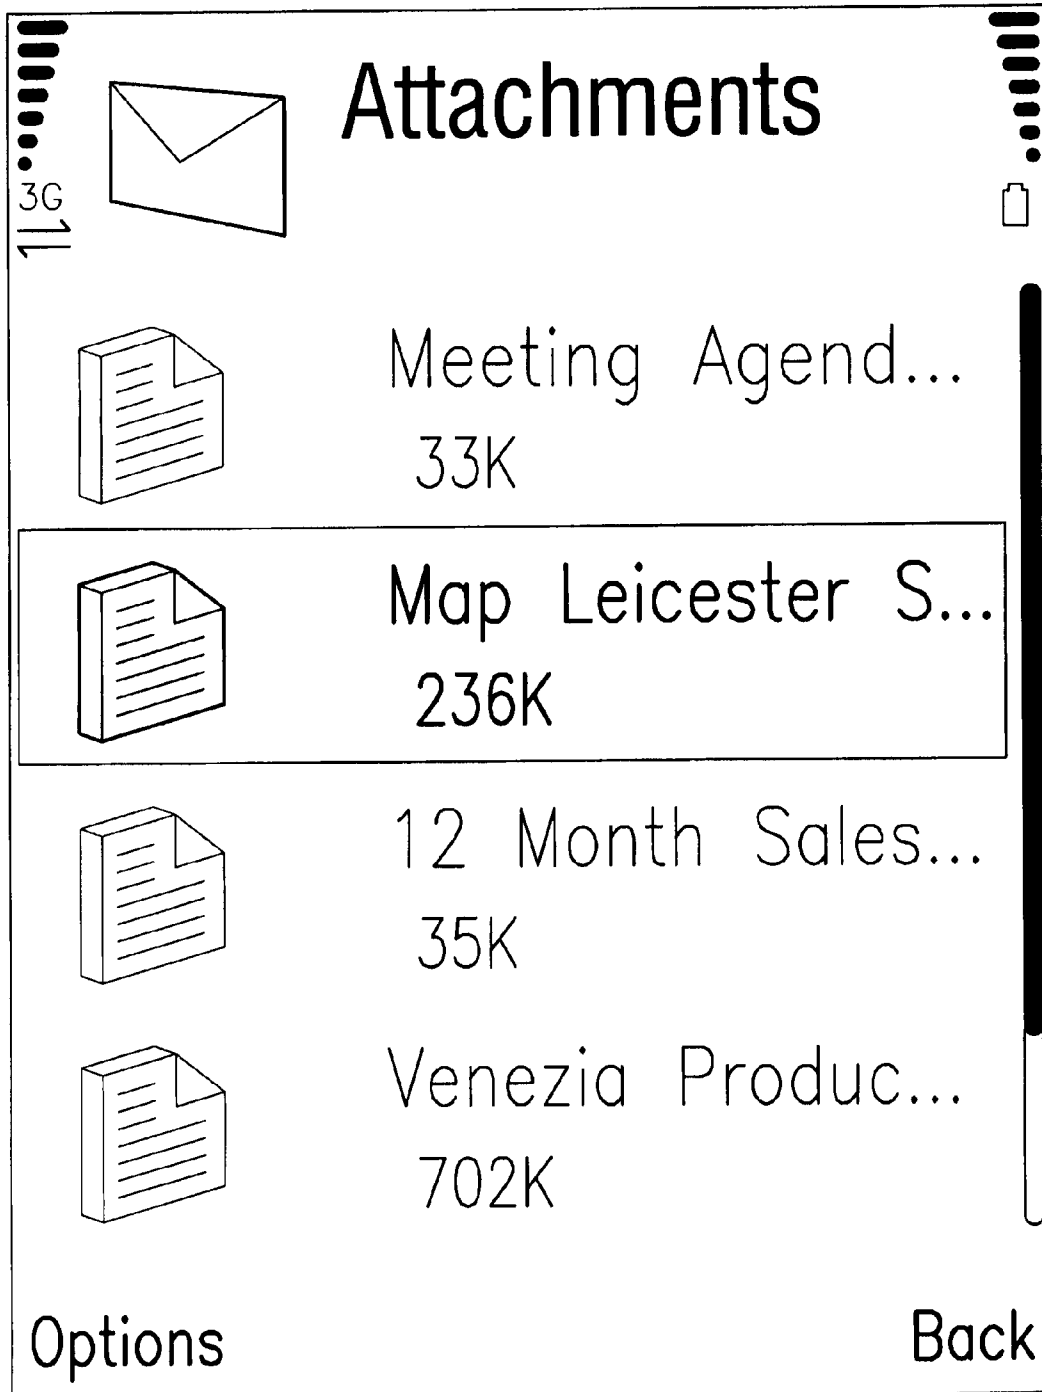 Attachments
3G
Meeting Agend...
33K
Map Leicester S...
236K
12 Month Sales...
35K
Venezia Produc...
702K
Options
Back